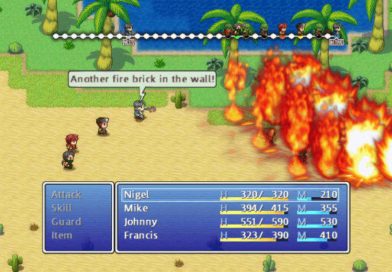 Another fire brick in the wall!
Attack
Skill
Guard
Item
Nigel H 320/ 320 M 210
Mike H 394/ 415 M 355
Johnny H 551/ 590 M 530
Francis H 323/ 390 M 410